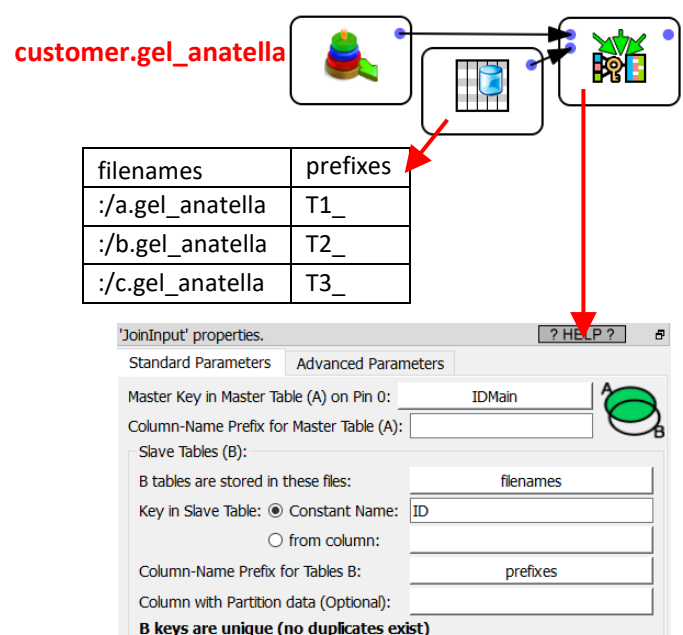 customer.gel_anatella
filenames prefixes
:/a.gel_anatella T1_
:/b.gel_anatella T2_
:/c.gel_anatella T3_
'JoinInput' properties. ? HELP ?
Standard Parameters Advanced Parameters
Master Key in Master Table (A) on Pin 0: IDMain
Column-Name Prefix for Master Table (A):
A
B
Slave Tables (B):
B tables are stored in these files: filenames
Key in Slave Table: Constant Name: ID
from column:
Column-Name Prefix for Tables B: prefixes
Column with Partition data (Optional):
B keys are unique (no duplicates exist)